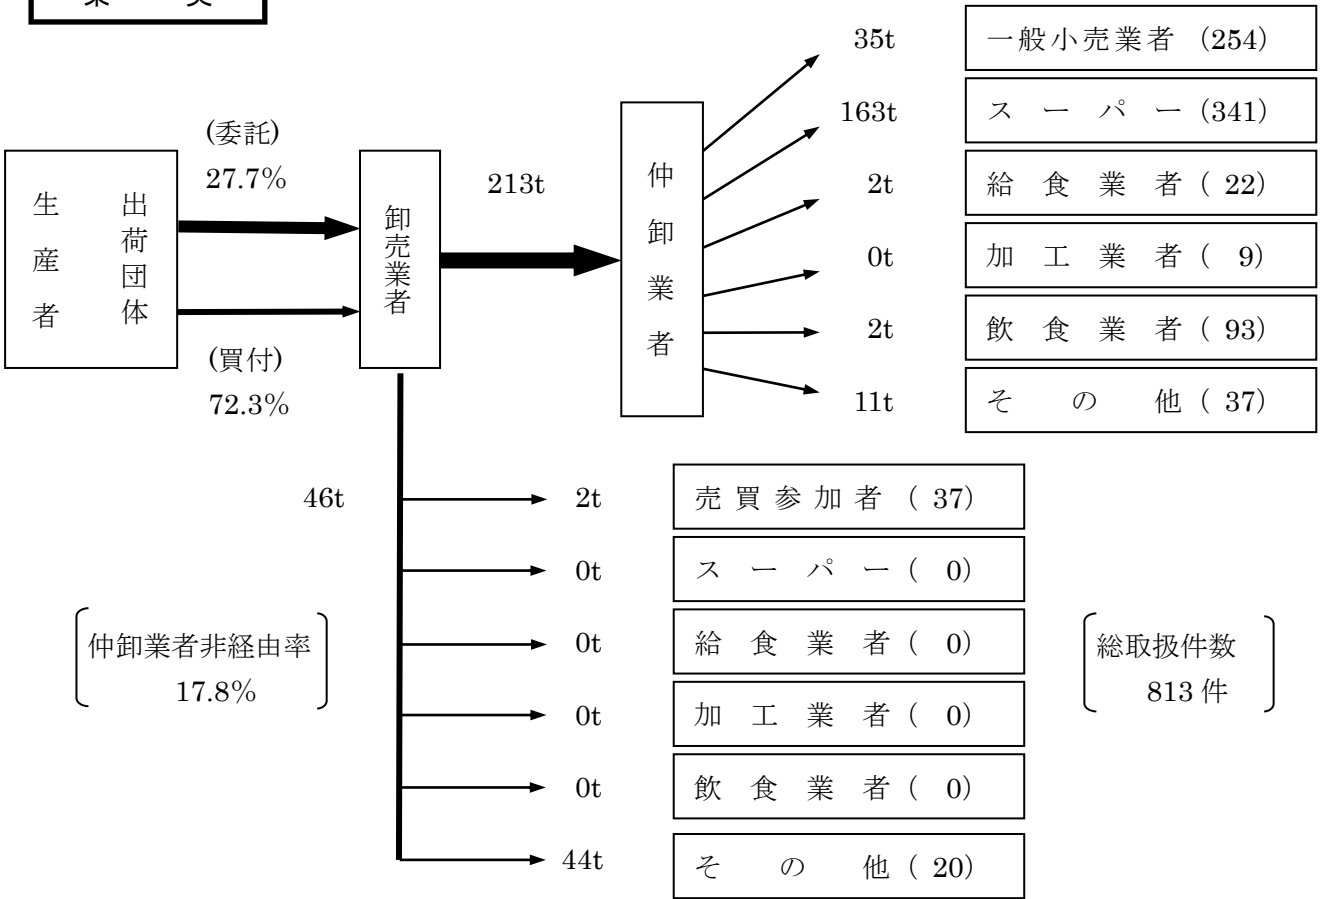 35t
一般小売業者 (254)
163t
スーパー (341)
2t
給食業者 ( 22)
0t
加工業者 ( 9)
2t
飲食業者 ( 93)
11t
その他 ( 37)
(委託)
27.7%
生産者
出荷団体
卸売業者
213t
仲卸業者
(買付)
72.3%
46t
2t
売買参加者 ( 37)
0t
スーパー ( 0)
0t
給食業者 ( 0)
0t
加工業者 ( 0)
0t
飲食業者 ( 0)
44t
その他 ( 20)
仲卸業者非経由率
17.8%
総取扱件数
813 件